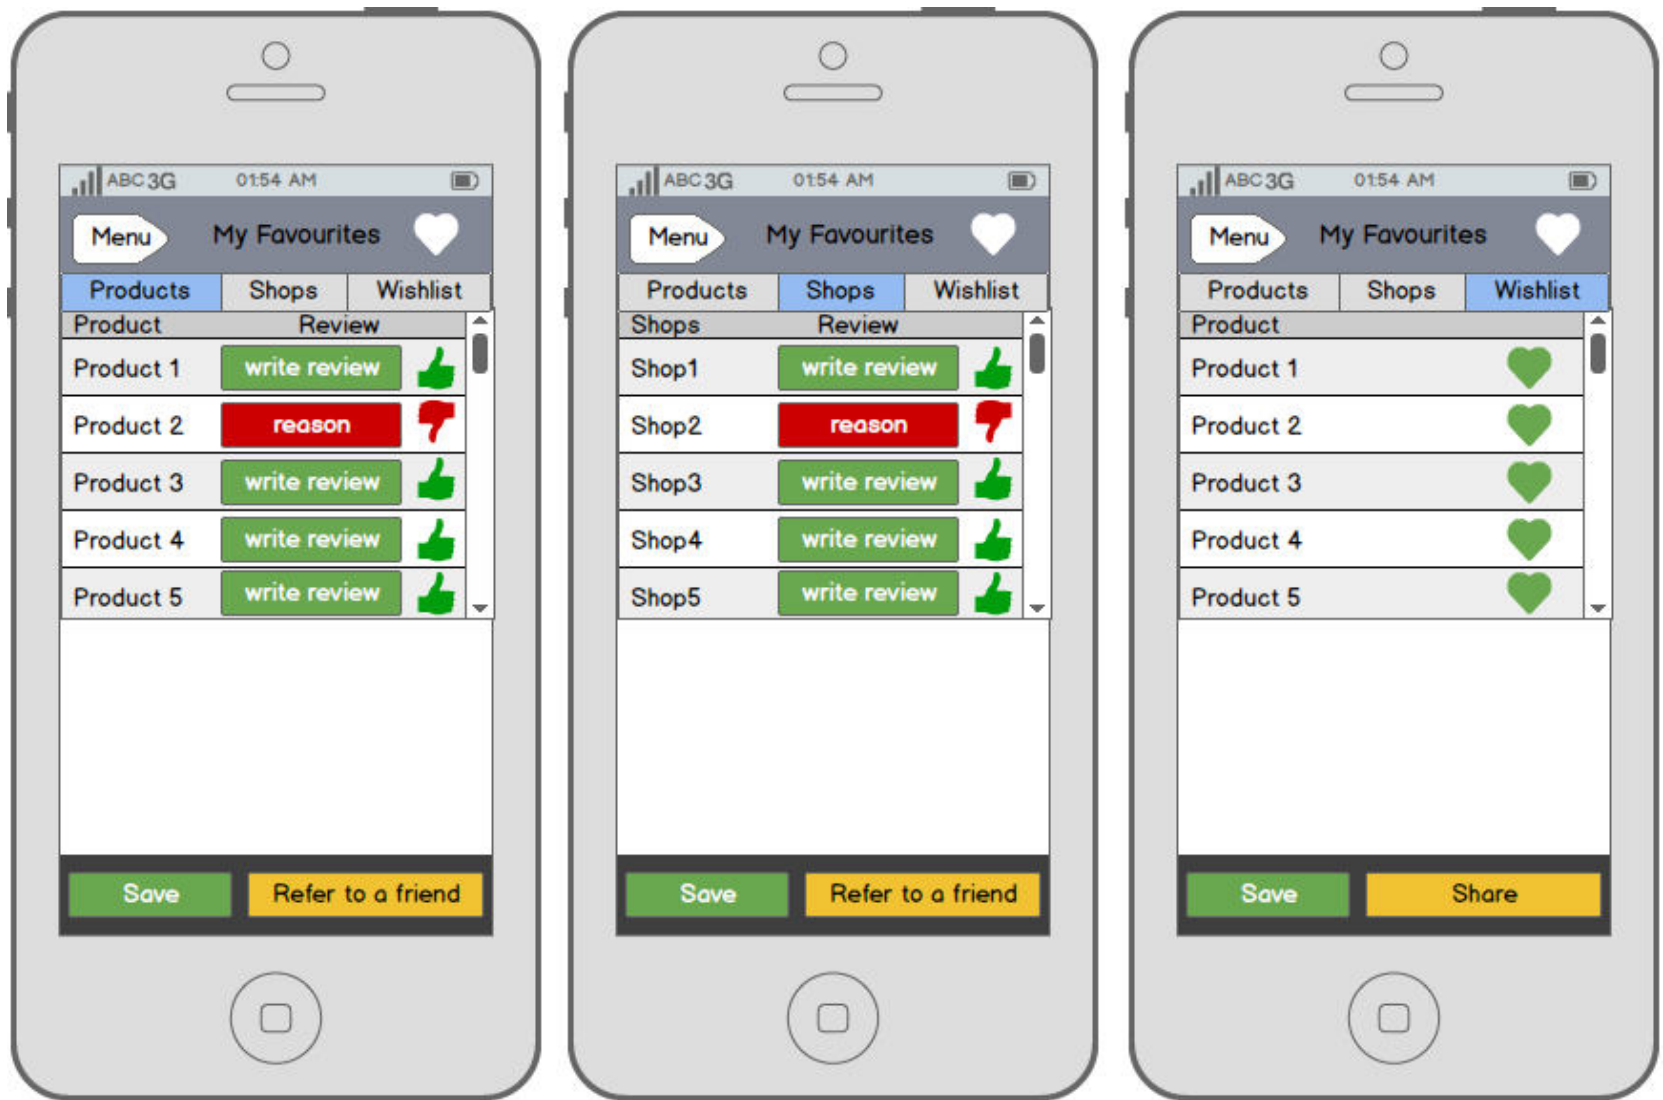 ABC 3G 01:54 AM
Menu My Favourites
Products Shops Wishlist
Product Review
Product 1 write review
Product 2 reason
Product 3 write review
Product 4 write review
Product 5 write review
Save Refer to a friend
ABC 3G 01:54 AM
Menu My Favourites
Products Shops Wishlist
Shops Review
Shop1 write review
Shop2 reason
Shop3 write review
Shop4 write review
Shop5 write review
Save Refer to a friend
ABC 3G 01:54 AM
Menu My Favourites
Products Shops Wishlist
Product
Product 1
Product 2
Product 3
Product 4
Product 5
Save Share